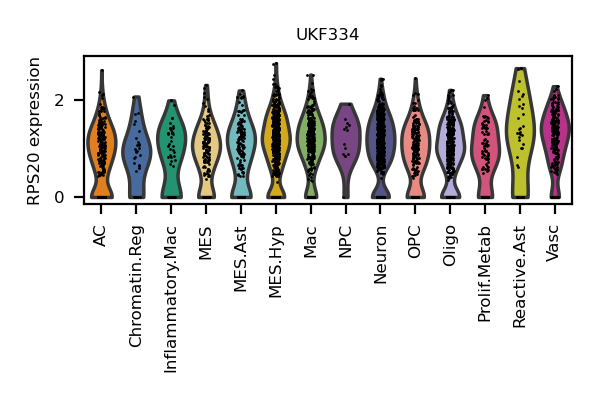 UKF334
RPS20 expression
2
0
AC
Chromatin.Reg
Inflammatory.Mac
MES
MES.Ast
MES.Hyp
Mac
NPC
Neuron
OPC
Oligo
Prolif.Metab
Reactive.Ast
Vasc